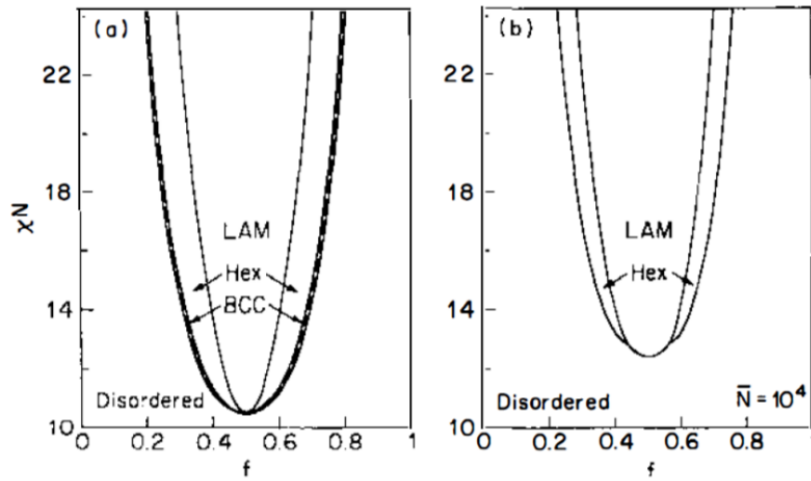 (a)
22
18
14
10
χN
LAM
Hex
BCC
Disordered
0
0.2
0.4
0.6
0.8
1
f
(b)
22
18
14
10
LAM
Hex
Disordered
N̄ = 10⁴
0
0.2
0.4
0.6
0.8
f